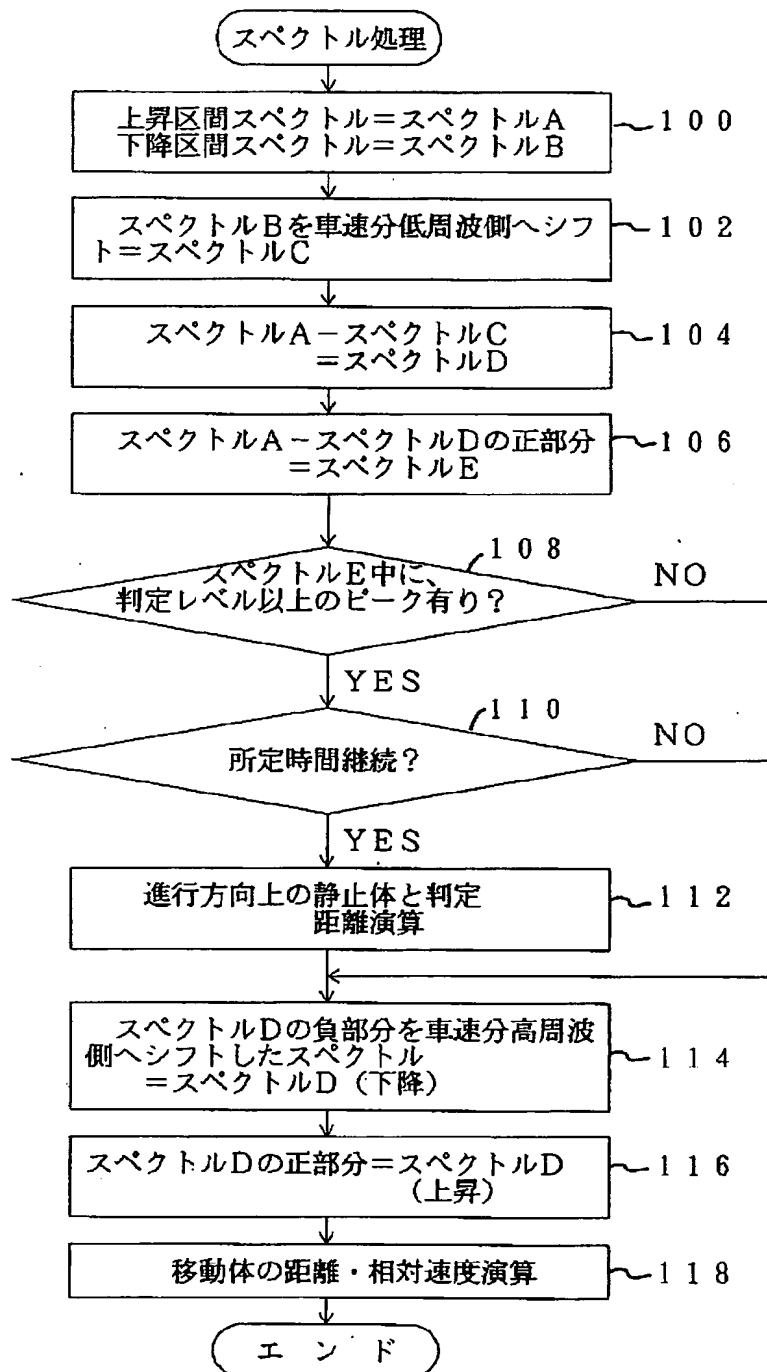 スペクトル処理
上昇区間スペクトル=スペクトルA
下降区間スペクトル=スペクトルB
100
スペクトルBを車速分低周波側へシフ
ト=スペクトルC
102
スペクトルA-スペクトルC
=スペクトルD
104
スペクトルA-スペクトルDの正部分
=スペクトルE
106
108
スペクトルE中に、
判定レベル以上のピーク有り?
NO
YES
110
所定時間継続?
NO
YES
進行方向上の静止体と判定
距離演算
112
スペクトルDの負部分を車速分高周波
側へシフトしたスペクトル
=スペクトルD(下降)
114
スペクトルDの正部分=スペクトルD
(上昇)
116
移動体の距離・相対速度演算
118
エンド